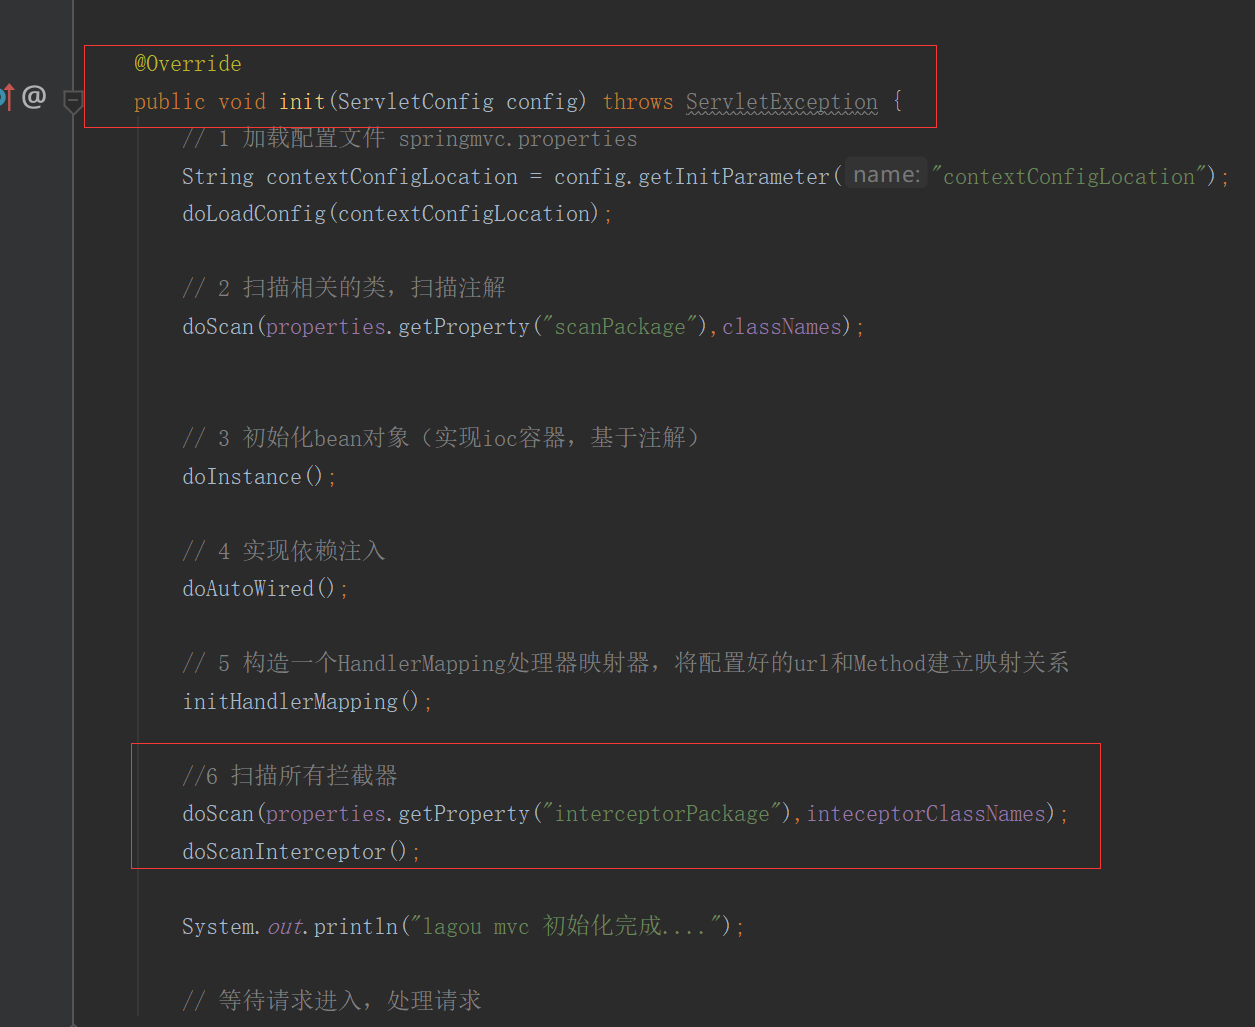 @Override
@ public void init(ServletConfig config) throws ServletException {
// 1 加载配置文件 springmvc.properties
String contextConfigLocation = config.getInitParameter( name: "contextConfigLocation");
doLoadConfig(contextConfigLocation);
// 2 扫描相关的类，扫描注解
doScan(properties.getProperty("scanPackage"),classNames);
// 3 初始化bean对象（实现ioc容器，基于注解）
doInstance();
// 4 实现依赖注入
doAutoWired();
// 5 构造一个HandlerMapping处理器映射器，将配置好的url和Method建立映射关系
initHandlerMapping();
//6 扫描所有拦截器
doScan(properties.getProperty("interceptorPackage"),inteceptorClassNames);
doScanInterceptor();
System.out.println("lagou mvc 初始化完成....");
// 等待请求进入，处理请求